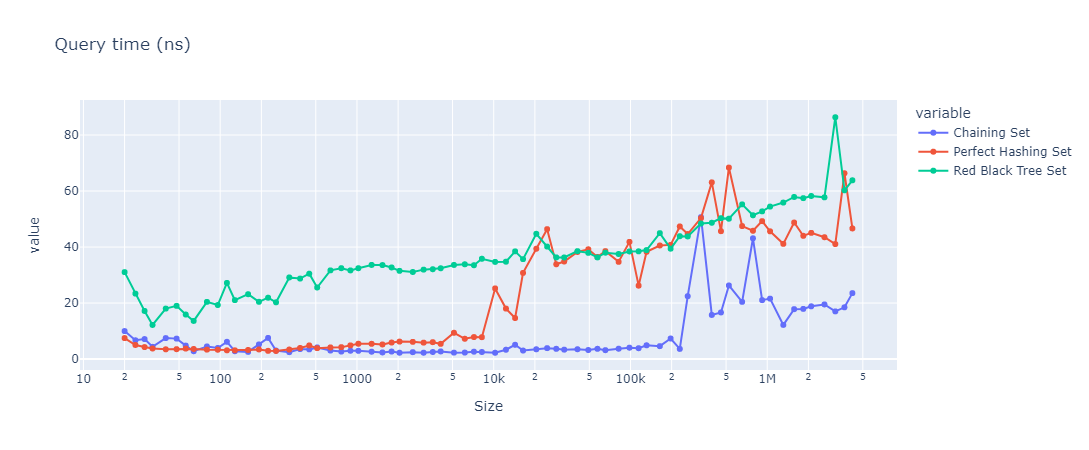 Query time (ns)
variable
Chaining Set
Perfect Hashing Set
Red Black Tree Set
80
60
40
20
0
value
10 2 5 100 2 5 1000 2 5 10k 2 5 100k 2 5 1M 2 5
Size